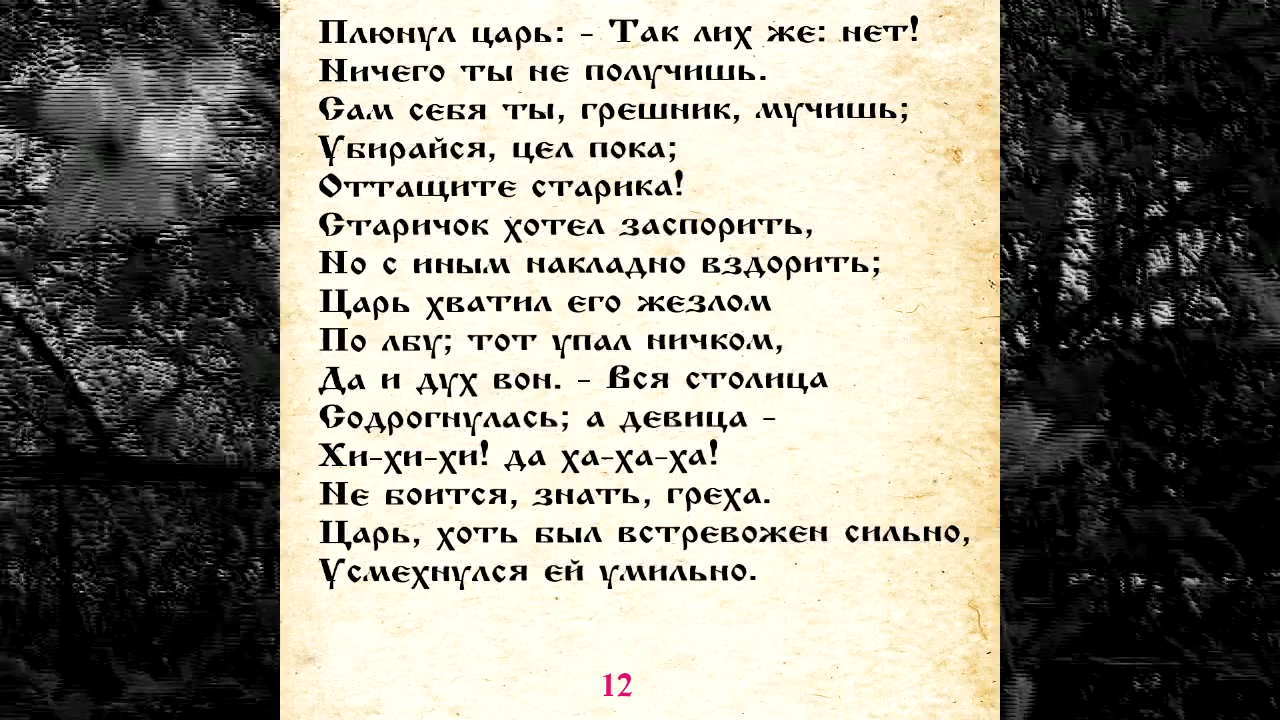 Плюнул царь: - Так лих же: нет!
Ничего ты не получишь.
Сам себя ты, грешник, мучишь;
Убирайся, цел пока;
Оттащите старика!
Старичок хотел заспорить,
Но с иным накладно вздорить;
Царь хватил его жезлом
По лбу; тот упал ничком,
Да и дух вон. - Вся столица
Содрогнулась; а девица -
Хи-хи-хи! да ха-ха-ха!
Не боится, знать, греха.
Царь, хоть был встревожен сильно,
Усмехнулся ей умильно.
12